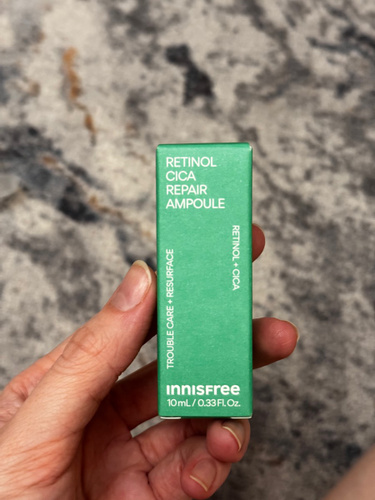 RETINOL
CICA
REPAIR
AMPOULE
RETINOL + CICA
TROUBLE CARE + RESURFACE
INNISFREE
10 mL / 0.33 Fl. Oz.